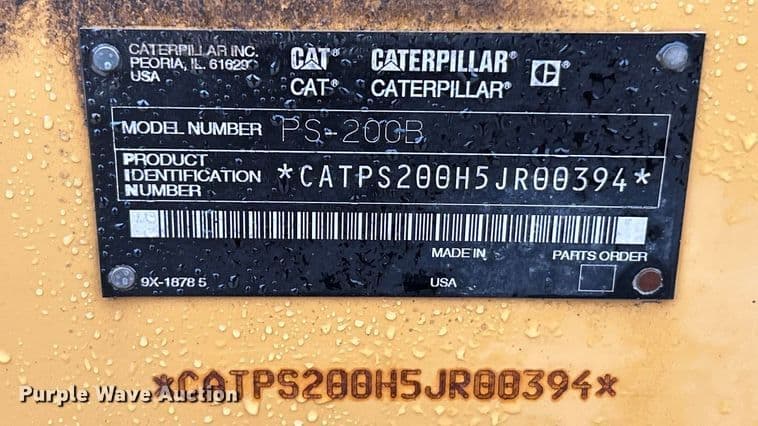 CATERPILLAR INC.
PEORIA, IL. 61629
USA
CAT® CATERPILLAR® C
CAT® CATERPILLAR®
MODEL NUMBER PS-200B
PRODUCT
IDENTIFICATION
NUMBER
*CATPS200H5JR00394*
MADE IN PARTS ORDER
9X-1878 5 USA
*CATPS200H5JR00394*
Purple Wave Auction